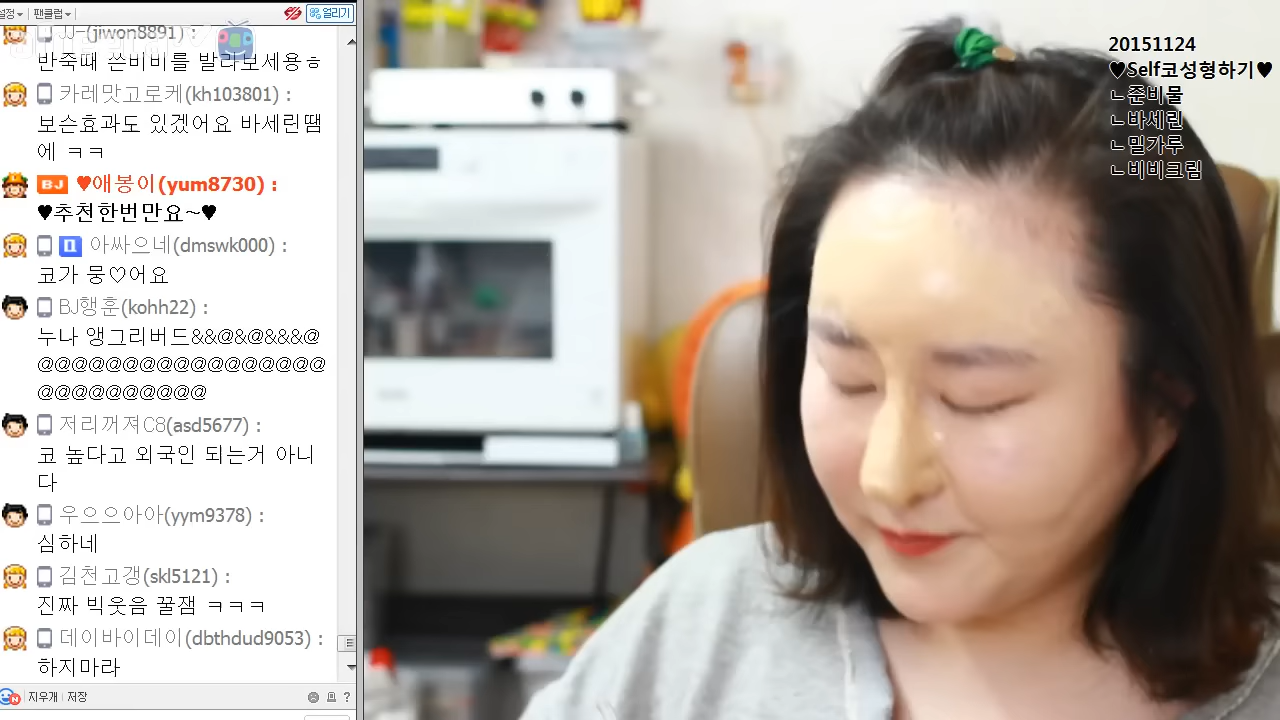 설정 팬클럽 얼리기
JJ-(jiwon8891) :
반죽때 쓴비비를 발라보세용ㅎ
카레맛고로케(kh103801) :
보슨효과도 있겠어요 바세린땜
에 ㅋㅋ
BJ ♥애봉이(yum8730) :
♥추천한번만요~♥
아싸으네(dmswk000) :
코가 뭉♡어요
BJ행훈(kohh22) :
누나 앵그리버드&&@&@&&&@
@@@@@@@@@@@@@@@@@
@@@@@@@@@@
저리꺼져C8(asd5677) :
코 높다고 외국인 되는거 아니
다
우으으아아(yym9378) :
심하네
김천고갱(skl5121) :
진짜 빅웃음 꿀잼 ㅋㅋㅋ
데이바이데이(dbthdud9053) :
하지마라
지우개 저장 ?
20151124
♥Self코성형하기♥
ㄴ준비물
ㄴ바세린
ㄴ밀가루
ㄴ비비크림